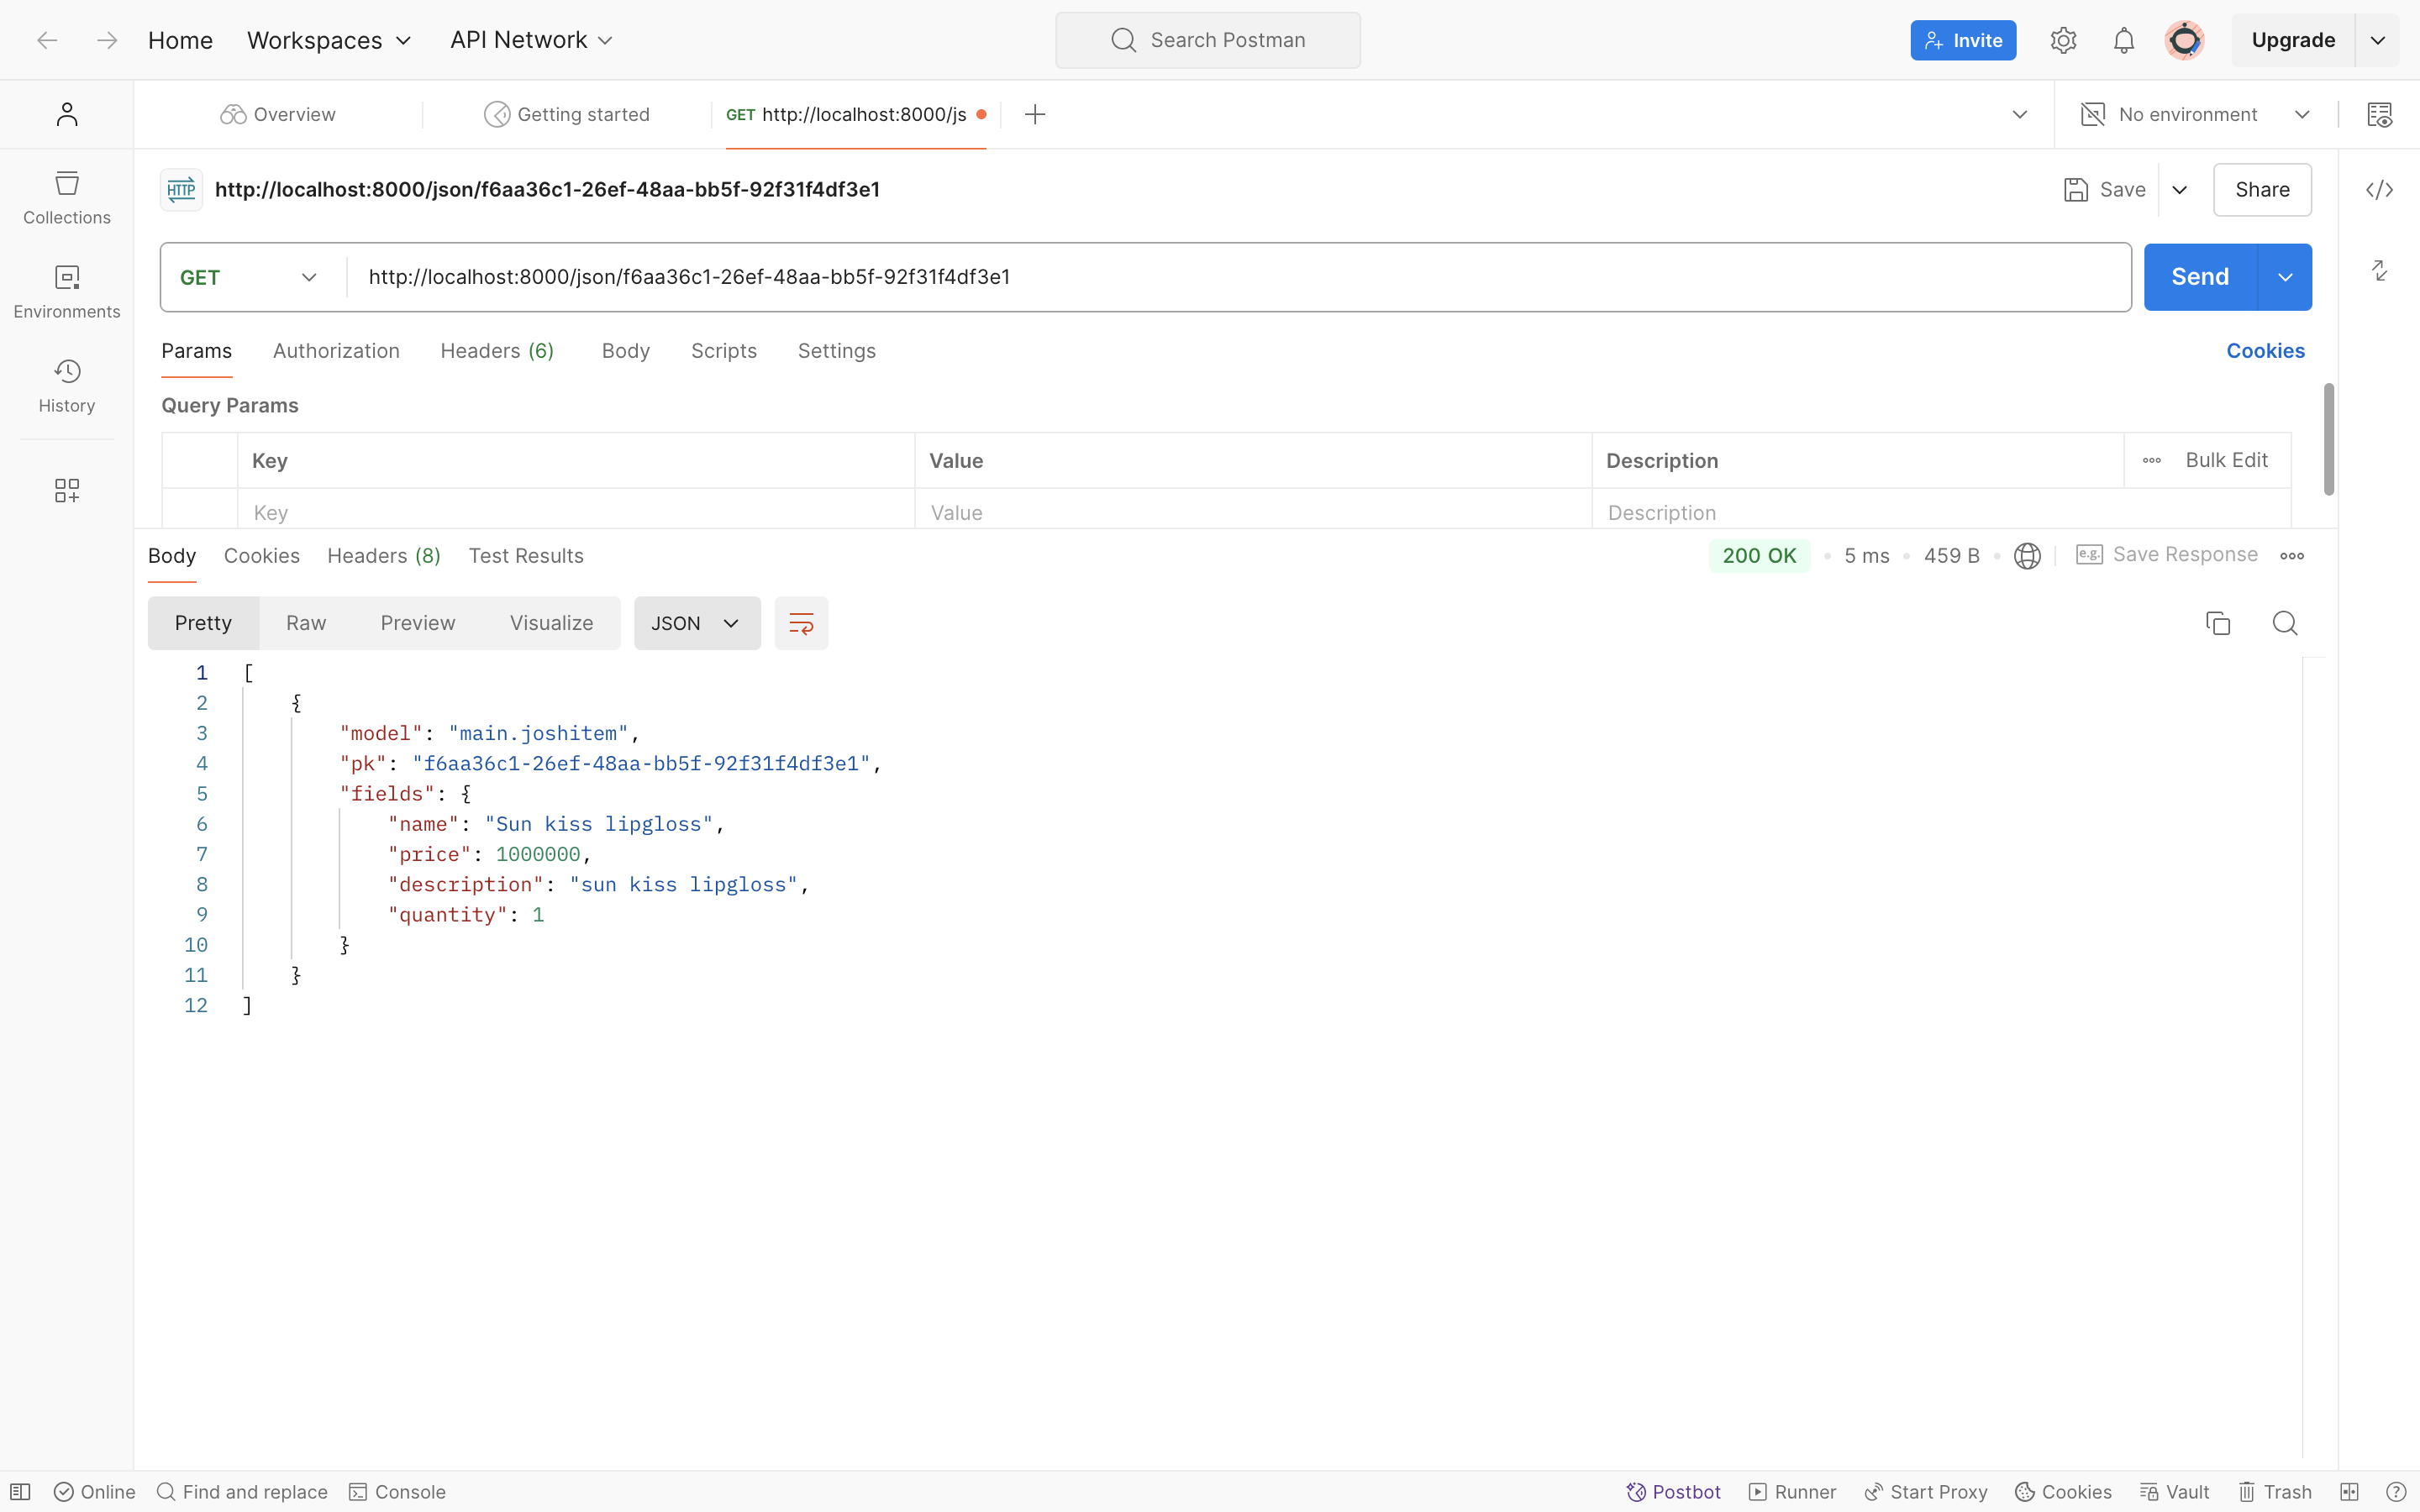 Home Workspaces API Network Search Postman Invite Upgrade
Overview Getting started GET http://localhost:8000/js No environment
HTTP http://localhost:8000/json/f6aa36c1-26ef-48aa-bb5f-92f31f4df3e1 Save Share
Collections
GET http://localhost:8000/json/f6aa36c1-26ef-48aa-bb5f-92f31f4df3e1 Send
Environments
Params Authorization Headers (6) Body Scripts Settings Cookies
History
Query Params
Key Value Description Bulk Edit
Key Value Description
Body Cookies Headers (8) Test Results 200 OK 5 ms 459 B e.g. Save Response
Pretty Raw Preview Visualize JSON
1 [
2 {
3 "model": "main.joshitem",
4 "pk": "f6aa36c1-26ef-48aa-bb5f-92f31f4df3e1",
5 "fields": {
6 "name": "Sun kiss lipgloss",
7 "price": 1000000,
8 "description": "sun kiss lipgloss",
9 "quantity": 1
10 }
11 }
12 ]
Online Find and replace Console Postbot Runner Start Proxy Cookies Vault Trash